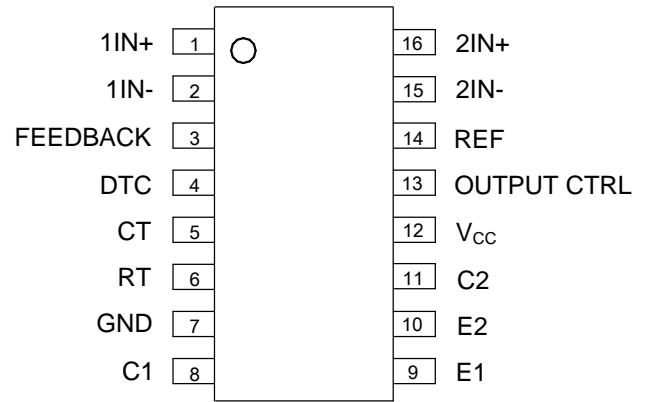 1IN+ 1 16 2IN+
1IN- 2 15 2IN-
FEEDBACK 3 14 REF
DTC 4 13 OUTPUT CTRL
CT 5 12 VCC
RT 6 11 C2
GND 7 10 E2
C1 8 9 E1